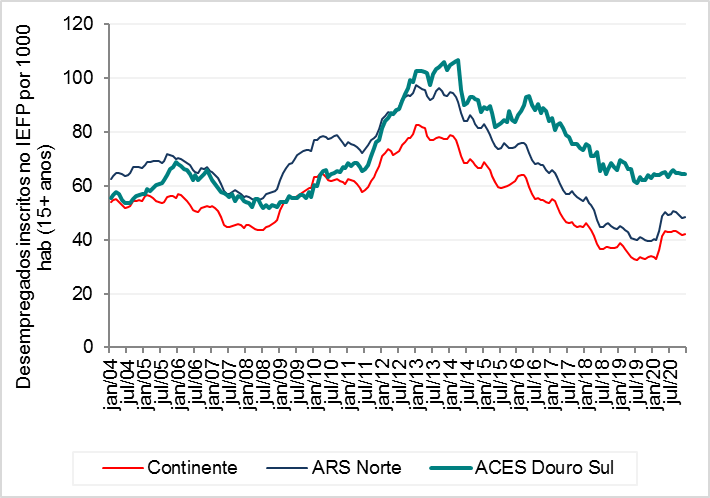 Desempregados inscritos no IEFP por 1000
hab (15+ anos)
120
100
80
60
40
20
0
jan/04
jul/04
jan/05
jul/05
jan/06
jul/06
jan/07
jul/07
jan/08
jul/08
jan/09
jul/09
jan/10
jul/10
jan/11
jul/11
jan/12
jul/12
jan/13
jul/13
jan/14
jul/14
jan/15
jul/15
jan/16
jul/16
jan/17
jul/17
jan/18
jul/18
jan/19
jul/19
jan/20
jul/20
Continente ARS Norte ACES Douro Sul